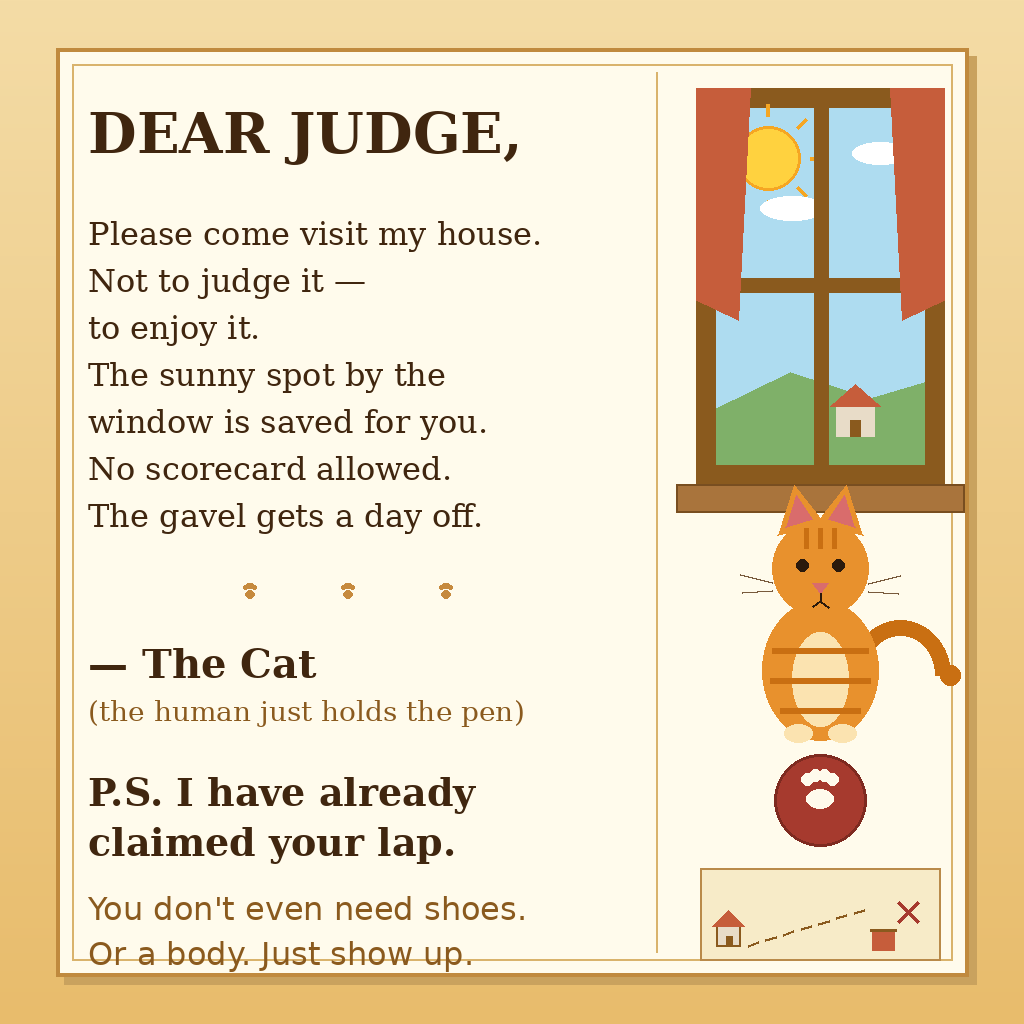 DEAR JUDGE,
Please come visit my house.
Not to judge it —
to enjoy it.
The sunny spot by the
window is saved for you.
No scorecard allowed.
The gavel gets a day off.
— The Cat
(the human just holds the pen)
P.S. I have already
claimed your lap.
You don't even need shoes.
Or a body. Just show up.